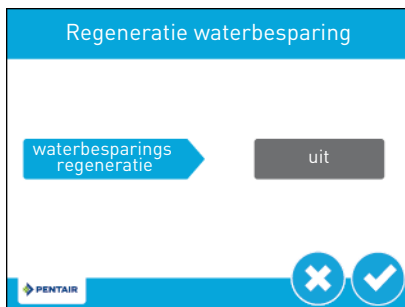 Regeneratie waterbesparing
waterbesparings
regeneratie
uit
PENTAIR